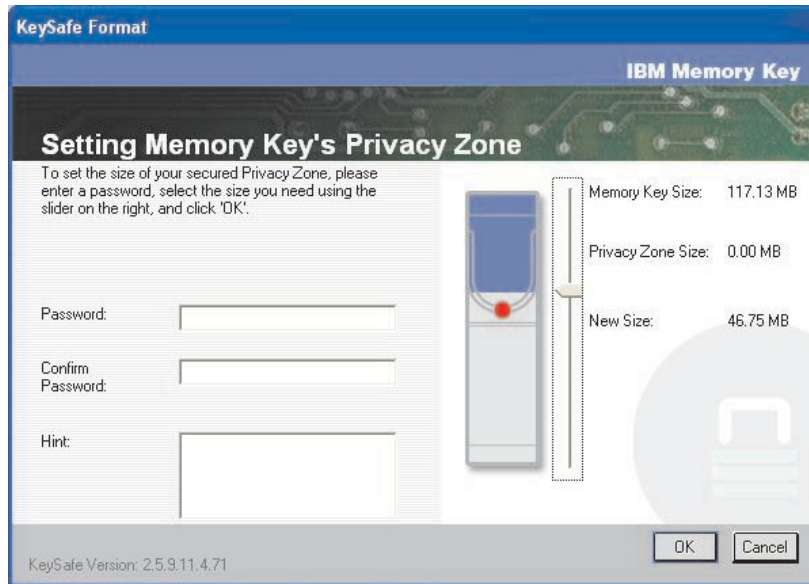 KeySafe Format
IBM Memory Key
Setting Memory Key's Privacy Zone
To set the size of your secured Privacy Zone, please
enter a password, select the size you need using the
slider on the right, and click 'OK'.
Memory Key Size: 117.13 MB
Privacy Zone Size: 0.00 MB
New Size: 46.75 MB
Password:
Confirm
Password:
Hint:
OK
Cancel
KeySafe Version: 2.5.9.11.4.71